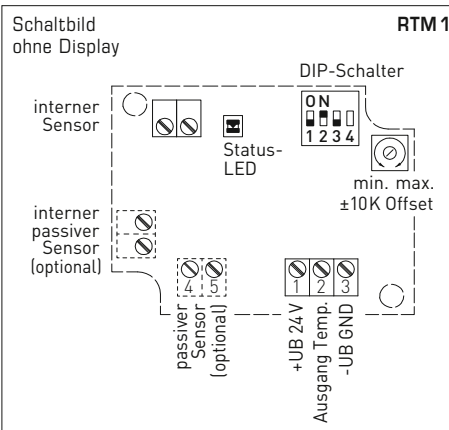 Schaltbild
ohne Display
RTM 1
DIP-Schalter
ON
1 2 3 4
interner
Sensor
Status-
LED
min. max.
±10K Offset
interner
passiver
Sensor
(optional)
4 5
1 2 3
passiver
Sensor
(optional)
+UB 24 V
Ausgang Temp.
-UB GND